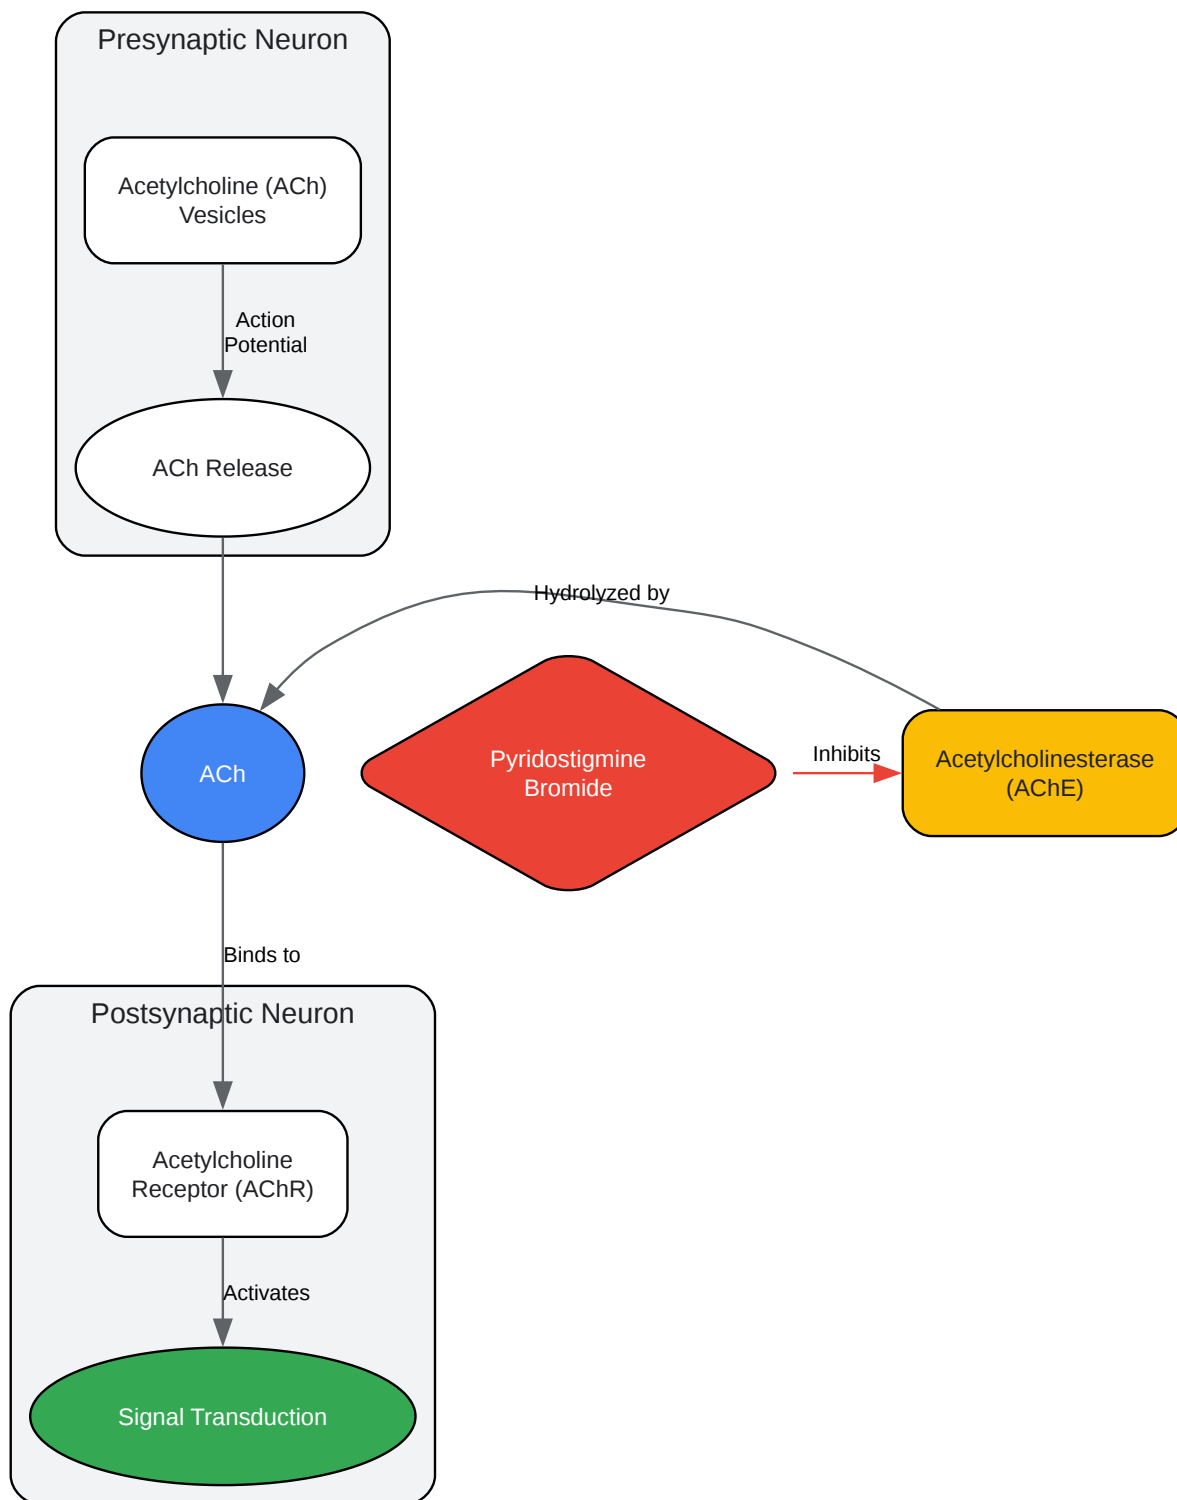 Presynaptic Neuron
Acetylcholine (ACh)
Vesicles
Action
Potential
ACh Release
Hydrolyzed by
ACh
Pyridostigmine
Bromide
Inhibits
Acetylcholinesterase
(AChE)
Binds to
Postsynaptic Neuron
Acetylcholine
Receptor (AChR)
Activates
Signal Transduction